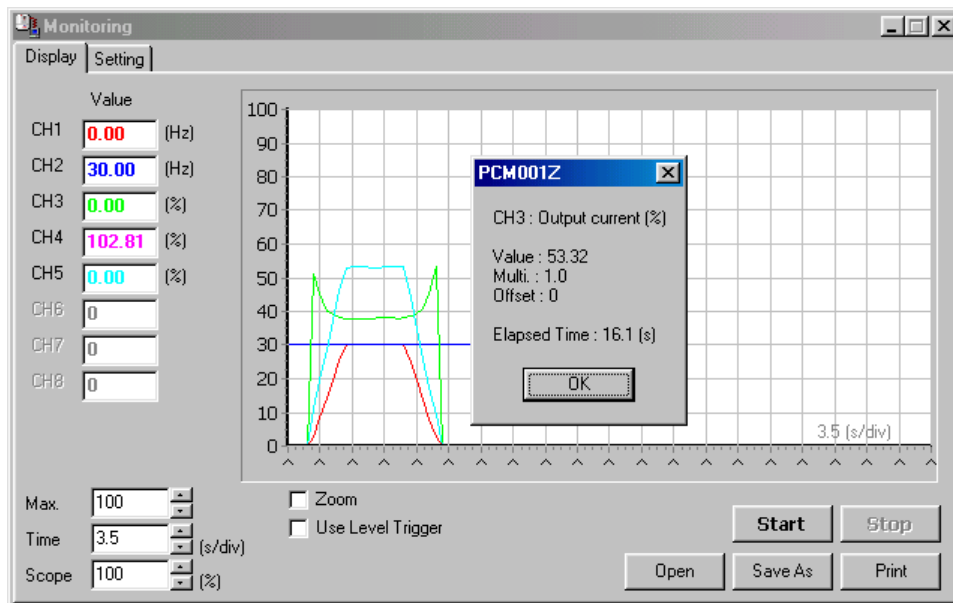 Monitoring
Display Setting
Value
CH1 0.00 (Hz)
CH2 30.00 (Hz)
CH3 0.00 (%)
CH4 102.81 (%)
CH5 0.00 (%)
CH6 0
CH7 0
CH8 0
100
90
80
70
60
50
40
30
20
10
0
3.5 (s/div)
PCM001Z
CH3 : Output current (%)
Value : 53.32
Multi. : 1.0
Offset : 0
Elapsed Time : 16.1 (s)
OK
Max. 100
Time 3.5 (s/div)
Scope 100 (%)
Zoom
Use Level Trigger
Start Stop
Open Save As Print